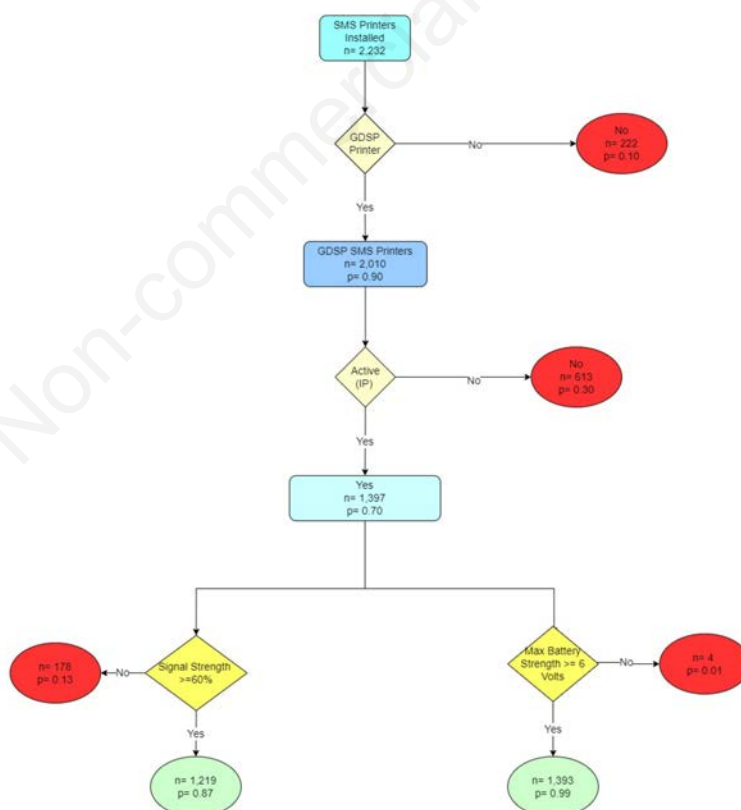 SMS Printers
Installed
n= 2,232
GDSP
Printer
No
No
n= 222
p= 0.10
Yes
GDSP SMS Printers
n= 2,010
p= 0.90
Active
(IP)
No
No
n= 613
p= 0.30
Yes
Yes
n= 1,397
p= 0.70
Signal Strength
>=60%
No
n= 178
p= 0.13
Yes
n= 1,219
p= 0.87
Max Battery
Strength >= 6
Volts
No
n= 4
p= 0.01
Yes
n= 1,393
p= 0.99
Non-commercial